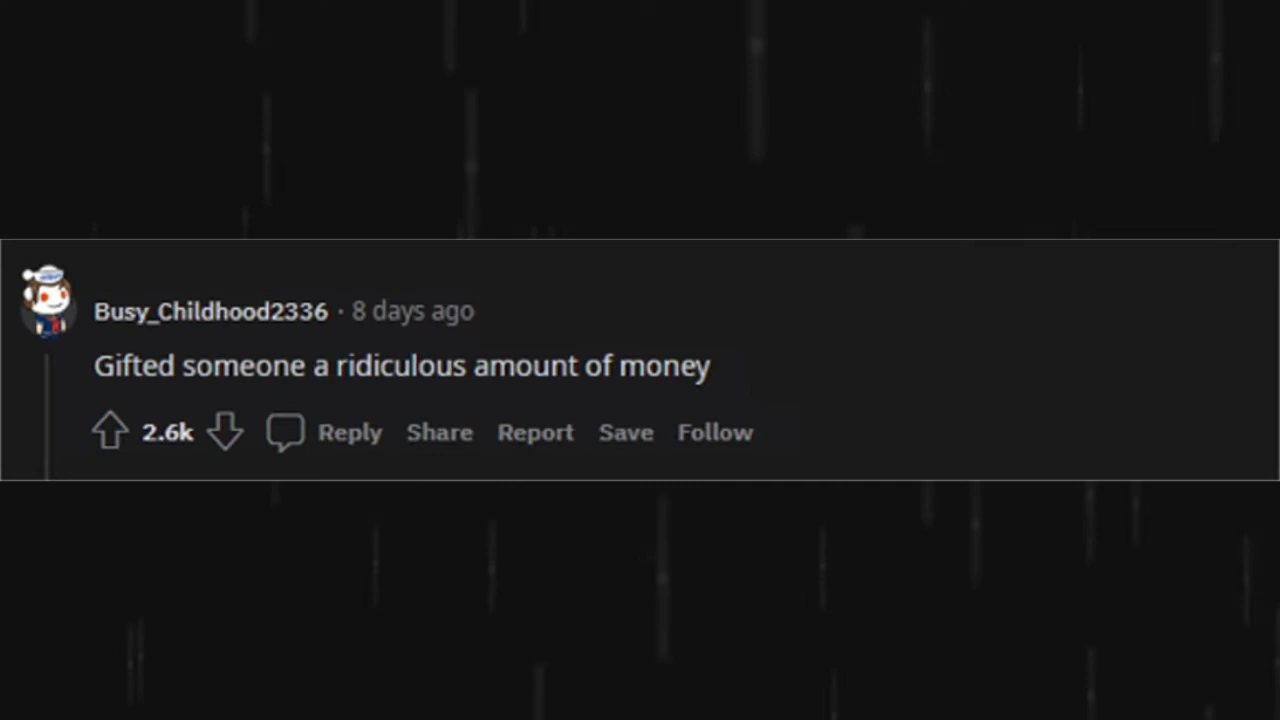 Busy_Childhood2336 · 8 days ago
Gifted someone a ridiculous amount of money
2.6k Reply Share Report Save Follow